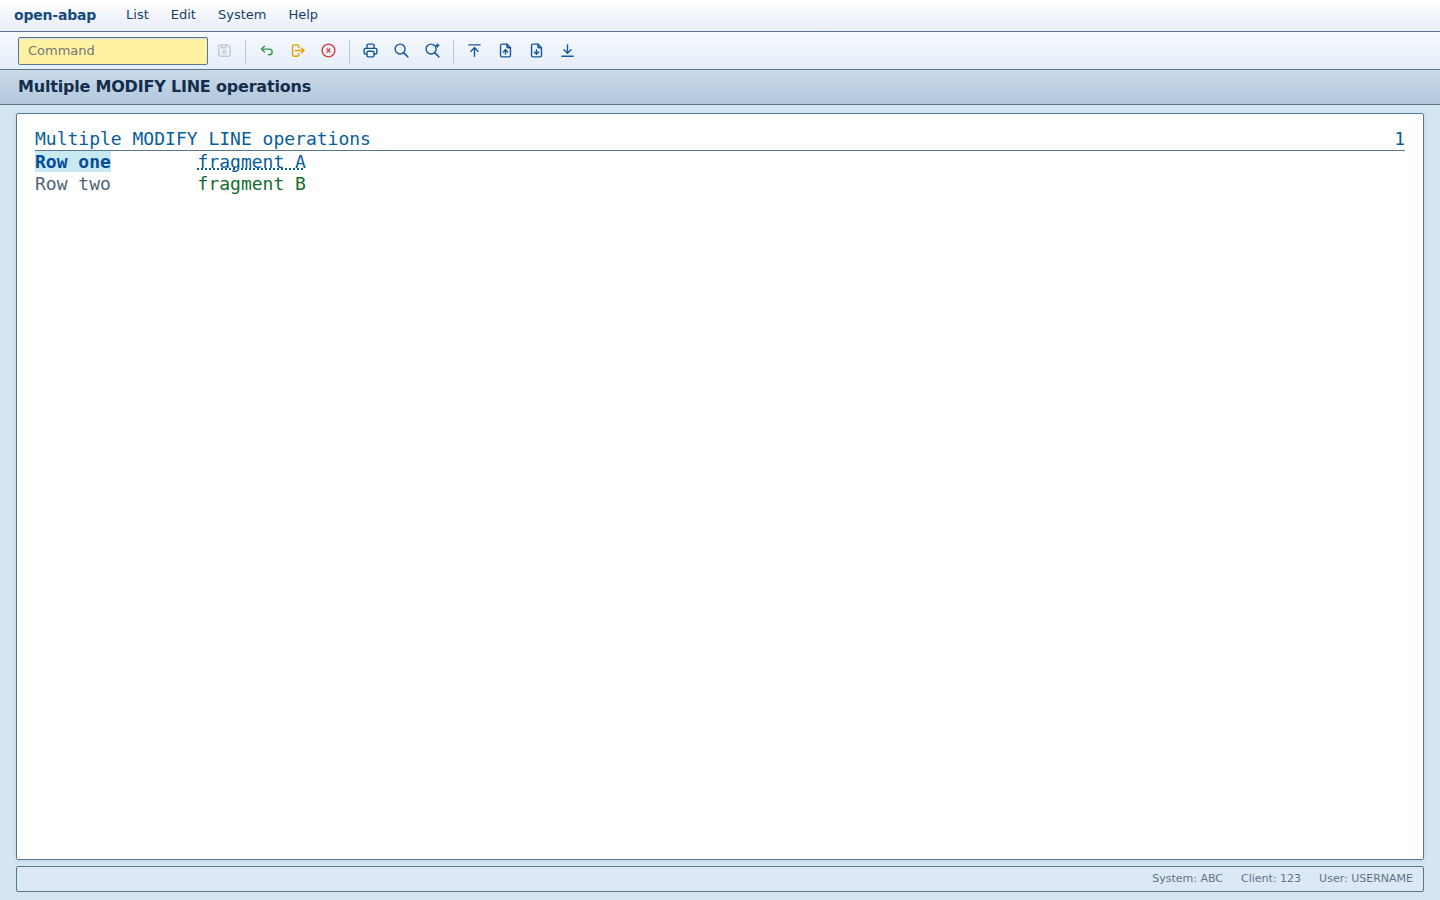 open-abap List Edit System Help
Command
Multiple MODIFY LINE operations
Multiple MODIFY LINE operations 1
Row one fragment A
Row two fragment B
System: ABC Client: 123 User: USERNAME